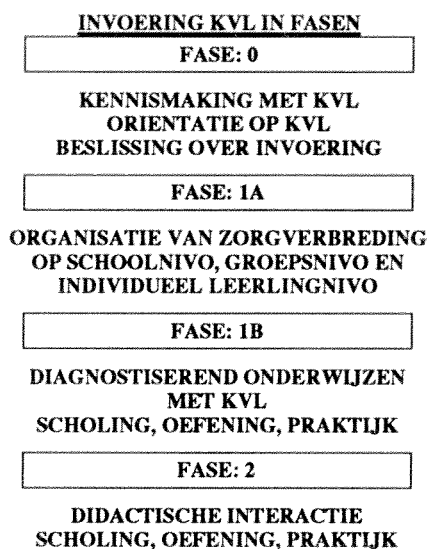 INVOERING KVL IN FASEN
FASE: 0
KENNISMAKING MET KVL
ORIENTATIE OP KVL
BESLISSING OVER INVOERING
FASE: 1A
ORGANISATIE VAN ZORGVERBREDING
OP SCHOOLNIVO, GROEPSNIVO EN
INDIVIDUEEL LEERLINGNIVO
FASE: 1B
DIAGNOSTISEREND ONDERWIJZEN
MET KVL
SCHOLING, OEFENING, PRAKTIJK
FASE: 2
DIDACTISCHE INTERACTIE
SCHOLING, OEFENING, PRAKTIJK